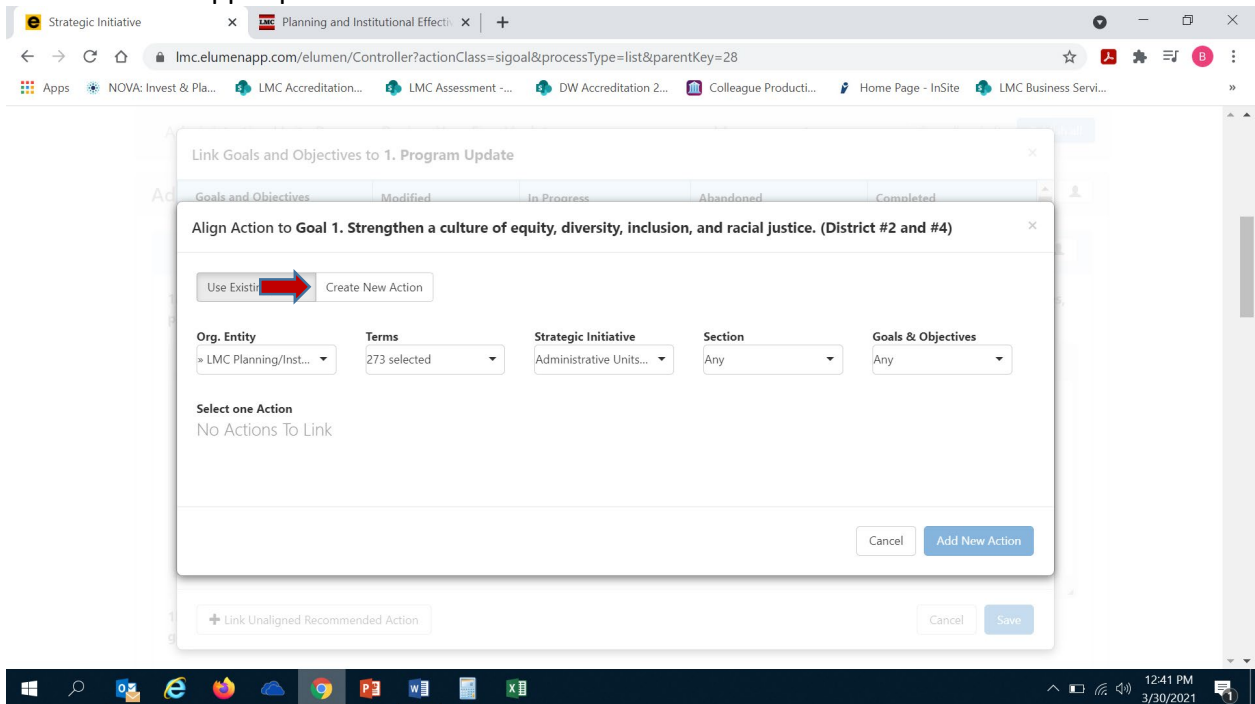 Strategic Initiative
LMC Planning and Institutional Effectiv
lmc.elumenapp.com/elumen/Controller?actionClass=sigoal&processType=list&parentKey=28
B
Apps NOVA: Invest & Pla... LMC Accreditation... LMC Assessment -... DW Accreditation 2... Colleague Producti... Home Page - InSite LMC Business Servi... »
Link Goals and Objectives to 1. Program Update
Goals and Objectives Modified In Progress Abandoned Completed
Align Action to Goal 1. Strengthen a culture of equity, diversity, inclusion, and racial justice. (District #2 and #4)
Use Existin Create New Action
Org. Entity Terms Strategic Initiative Section Goals & Objectives
» LMC Planning/Inst... 273 selected Administrative Units... Any Any
Select one Action
No Actions To Link
Cancel Add New Action
+ Link Unaligned Recommended Action Cancel Save
12:41 PM
3/30/2021
1